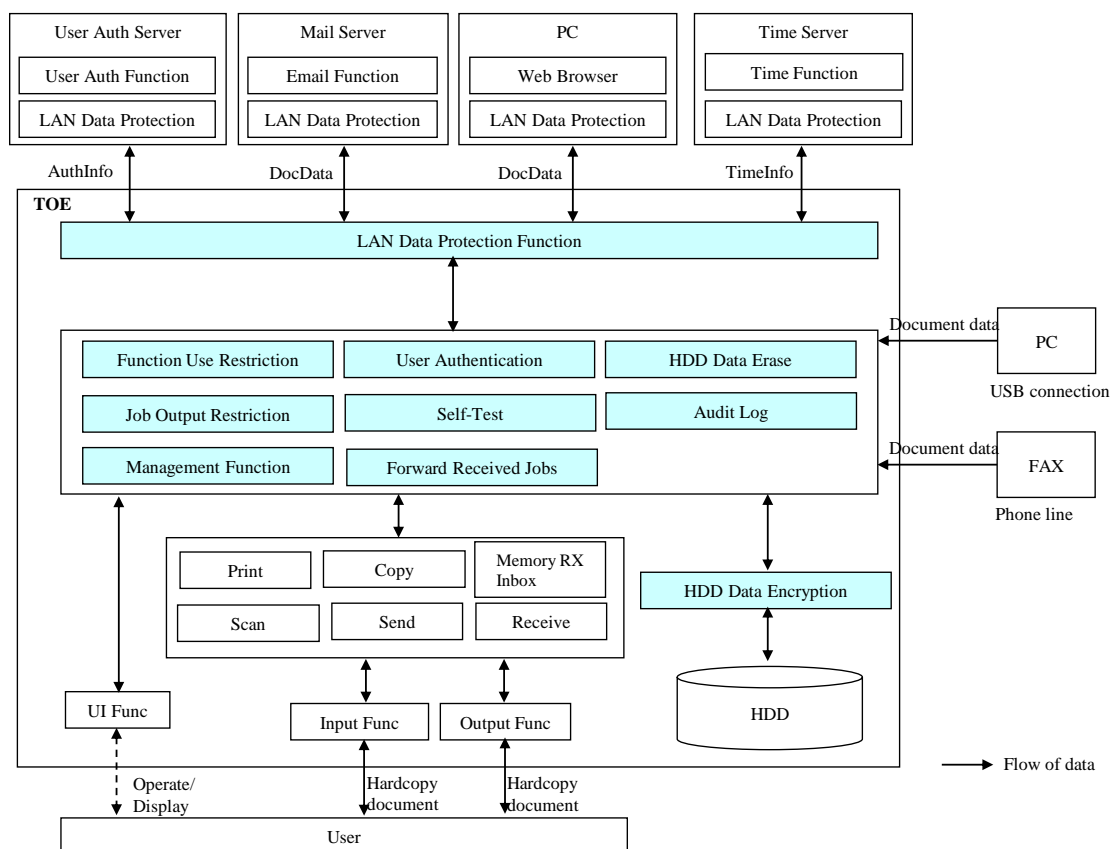 User Auth Server
Mail Server
PC
Time Server
User Auth Function
Email Function
Web Browser
Time Function
LAN Data Protection
LAN Data Protection
LAN Data Protection
LAN Data Protection
AuthInfo
DocData
DocData
TimeInfo
TOE
LAN Data Protection Function
Function Use Restriction
User Authentication
HDD Data Erase
Job Output Restriction
Self-Test
Audit Log
Management Function
Forward Received Jobs
Document data
PC
USB connection
Document data
FAX
Phone line
Print
Copy
Memory RX
Inbox
Scan
Send
Receive
HDD Data Encryption
HDD
UI Func
Input Func
Output Func
Flow of data
Operate/
Display
Hardcopy
document
Hardcopy
document
User